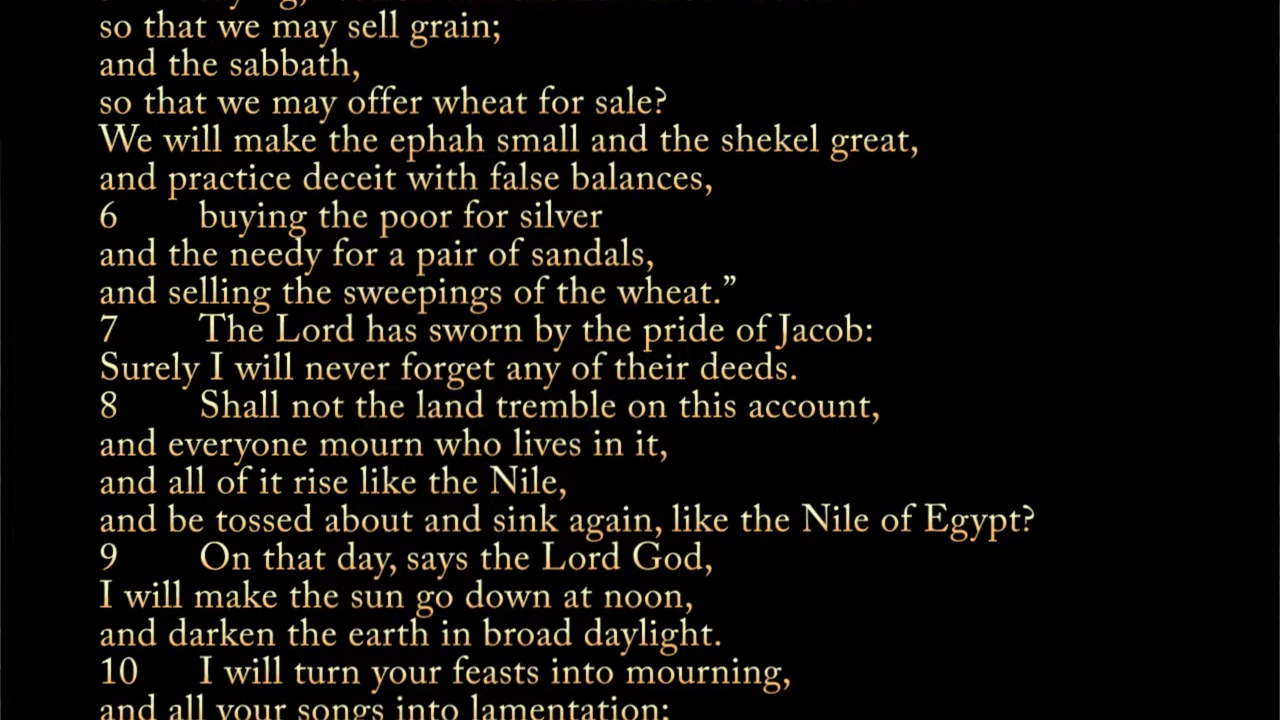 so that we may sell grain;
and the sabbath,
so that we may offer wheat for sale?
We will make the ephah small and the shekel great,
and practice deceit with false balances,
6 buying the poor for silver
and the needy for a pair of sandals,
and selling the sweepings of the wheat.”
7 The Lord has sworn by the pride of Jacob:
Surely I will never forget any of their deeds.
8 Shall not the land tremble on this account,
and everyone mourn who lives in it,
and all of it rise like the Nile,
and be tossed about and sink again, like the Nile of Egypt?
9 On that day, says the Lord God,
I will make the sun go down at noon,
and darken the earth in broad daylight.
10 I will turn your feasts into mourning,
and all your songs into lamentation;